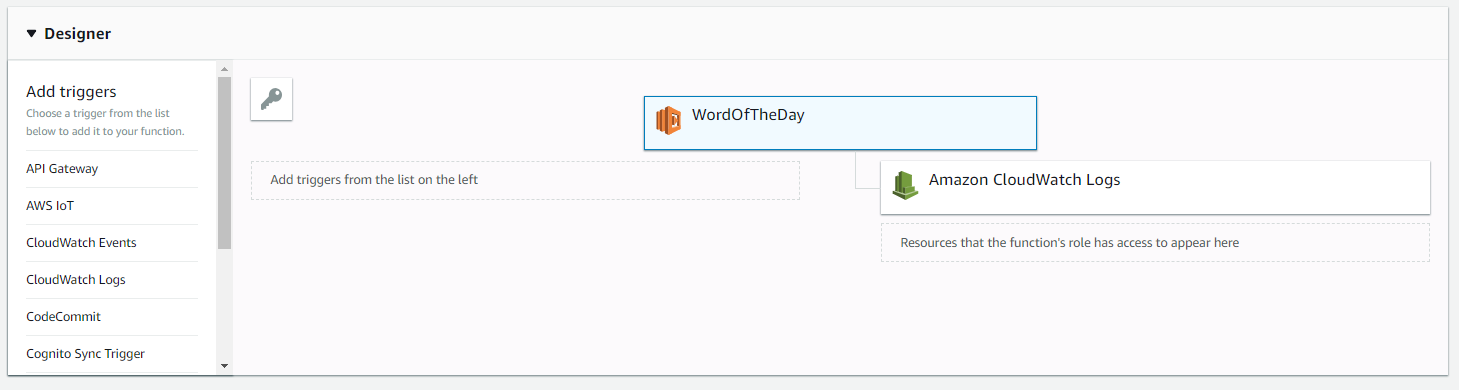 Designer
Add triggers
Choose a trigger from the list
below to add it to your function.
API Gateway
AWS IoT
CloudWatch Events
CloudWatch Logs
CodeCommit
Cognito Sync Trigger
WordOfTheDay
Add triggers from the list on the left
Amazon CloudWatch Logs
Resources that the function's role has access to appear here